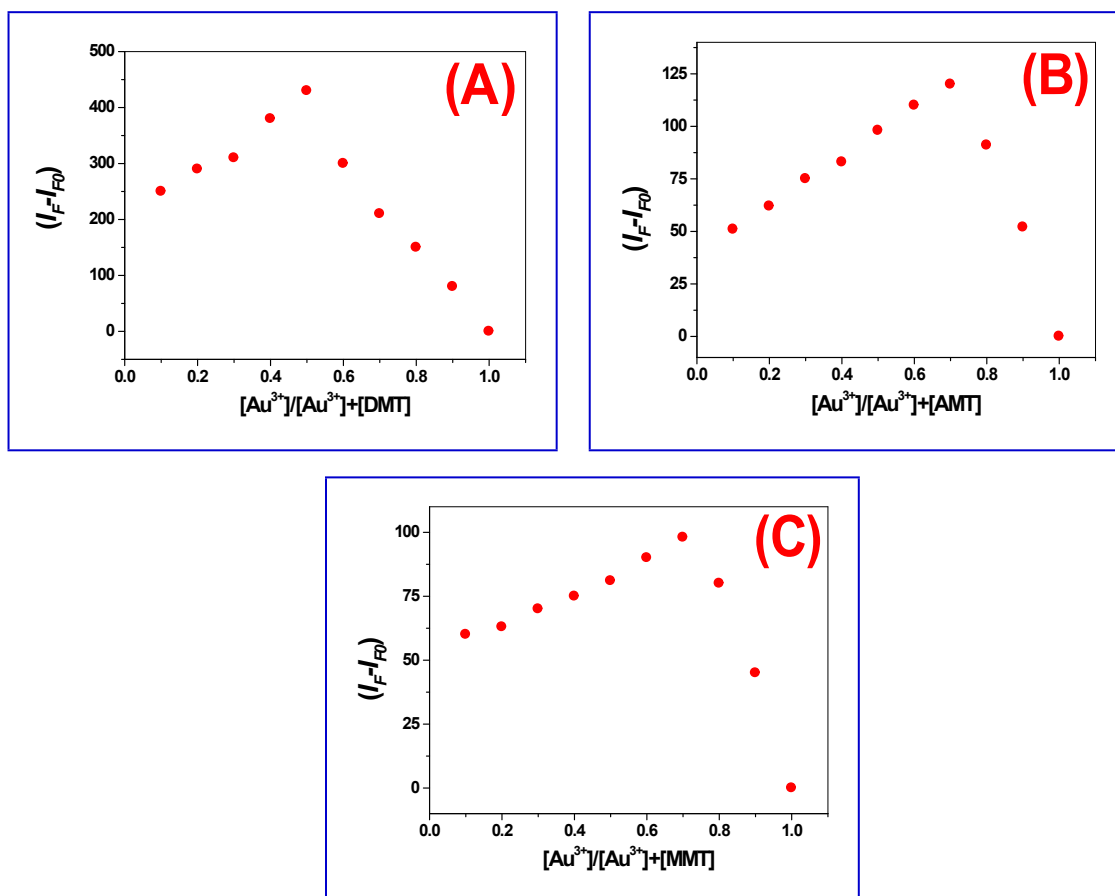 (A)
500
400
300
200
100
0
(I_F-I_F0)
0.0 0.2 0.4 0.6 0.8 1.0
[Au³⁺]/[Au³⁺]+[DMT]
(B)
125
100
75
50
25
0
(I_F-I_F0)
0.0 0.2 0.4 0.6 0.8 1.0
[Au³⁺]/[Au³⁺]+[AMT]
(C)
100
75
50
25
0
(I_F-I_F0)
0.0 0.2 0.4 0.6 0.8 1.0
[Au³⁺]/[Au³⁺]+[MMT]